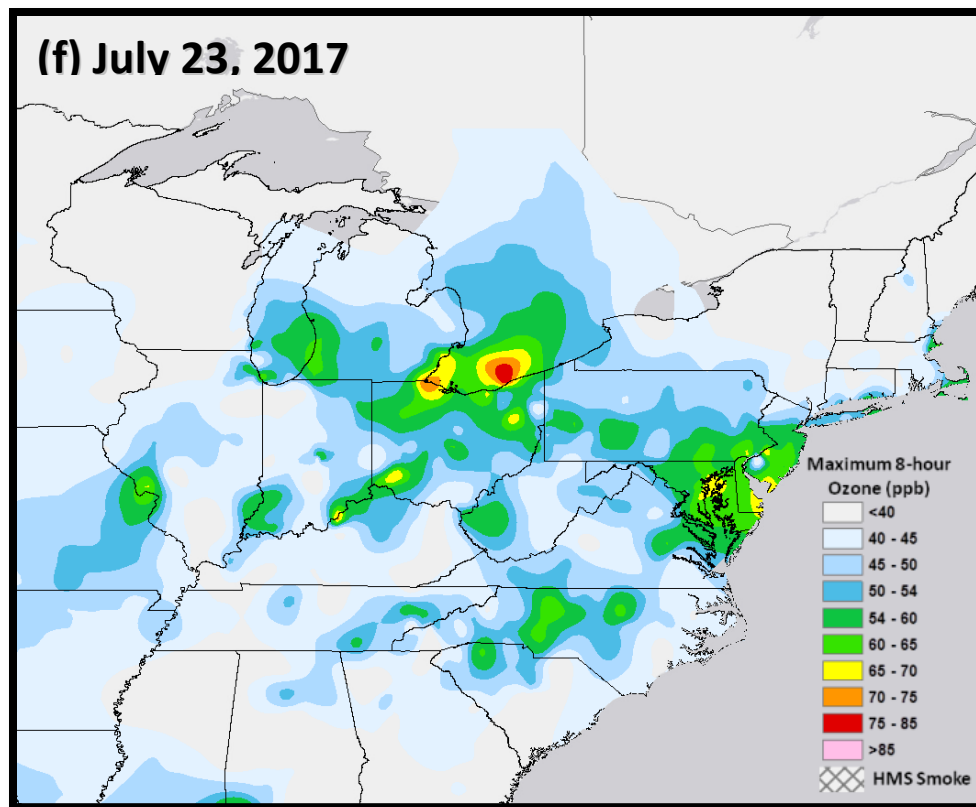 (f) July 23, 2017
Maximum 8-hour
Ozone (ppb)
<40
40 - 45
45 - 50
50 - 54
54 - 60
60 - 65
65 - 70
70 - 75
75 - 85
>85
HMS Smoke